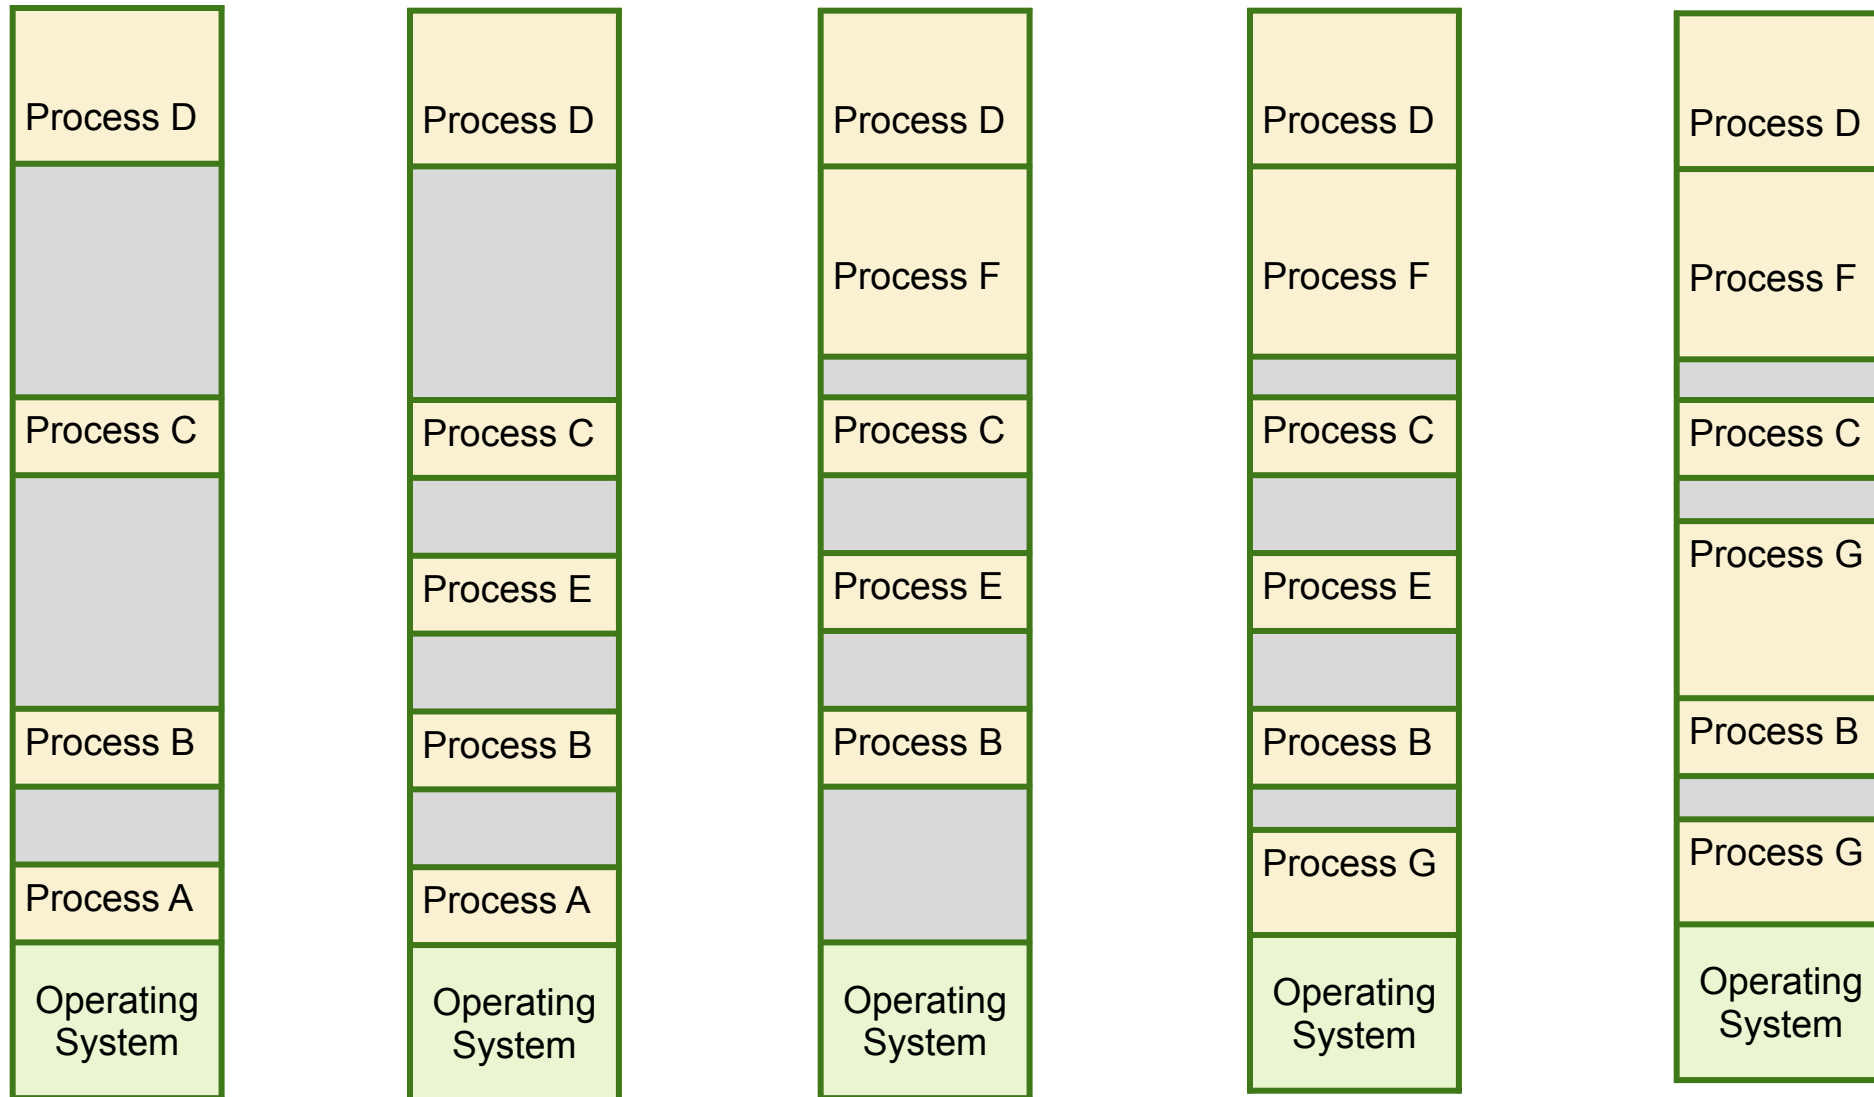 Process D
Process C
Process B
Process A
Operating
System
Process D
Process C
Process E
Process B
Process A
Operating
System
Process D
Process F
Process C
Process E
Process B
Operating
System
Process D
Process F
Process C
Process E
Process B
Process G
Operating
System
Process D
Process F
Process C
Process G
Process B
Process G
Operating
System